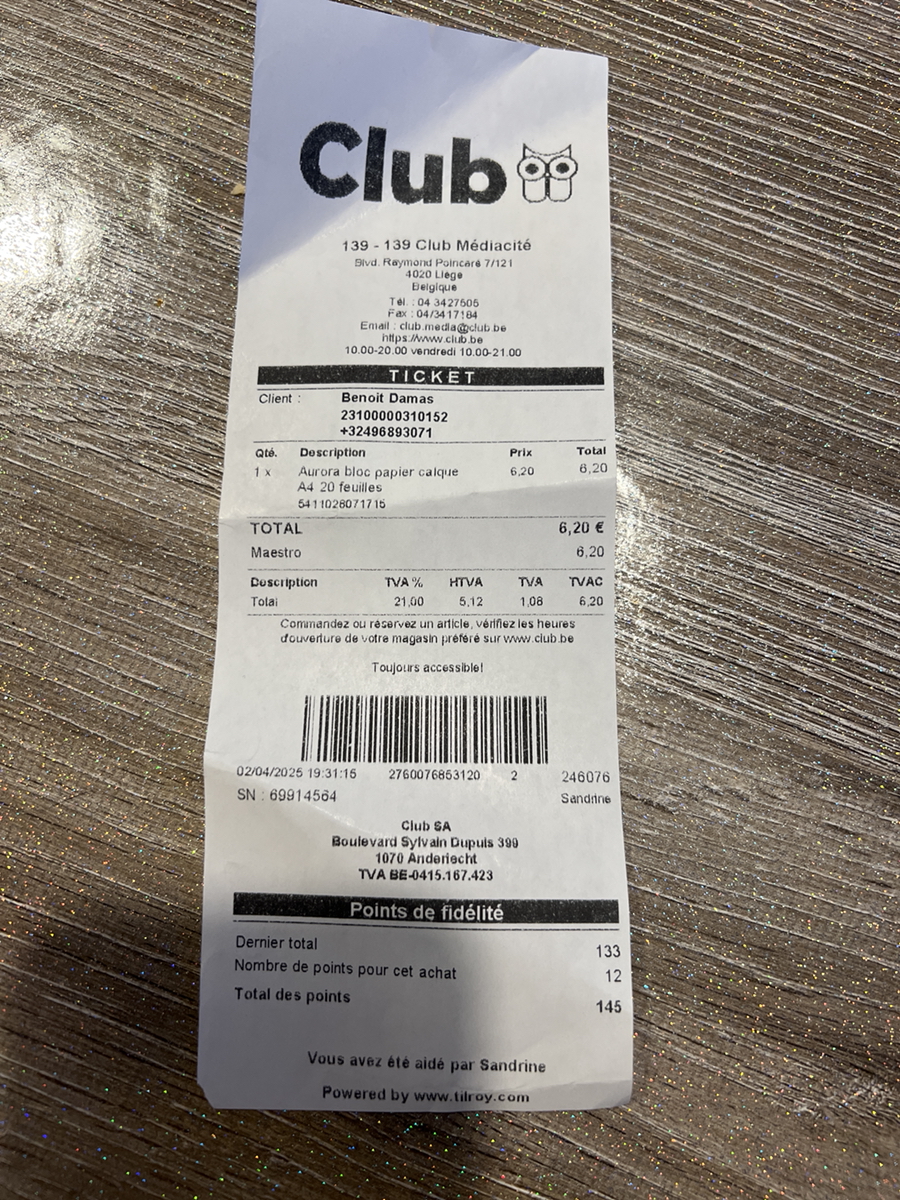 Club
139 - 139 Club Médiacité
Blvd. Raymond Poincaré 7/121
4020 Liège
Belgique
Tél. : 04 3427605
Fax : 04/3417184
Email : club.media@club.be
https://www.club.be
10.00-20.00 vendredi 10.00-21.00
TICKET
Client : Benoit Damas
23100000310152
+32496893071
Qté. Description Prix Total
1 x Aurora bloc papier calque 6,20 6,20
A4 20 feuilles
5411028071715
TOTAL 6,20 €
Maestro 6,20
Description TVA % HTVA TVA TVAC
Total 21,00 5,12 1,08 6,20
Commandez ou réservez un article, vérifiez les heures
d'ouverture de votre magasin préféré sur www.club.be
Toujours accessible!
02/04/2025 19:31:15 2760076853120 2 246076
SN : 69914564 Sandrine
Club SA
Boulevard Sylvain Dupuis 399
1070 Anderlecht
TVA BE-0415.167.423
Points de fidélité
Dernier total 133
Nombre de points pour cet achat 12
Total des points 145
Vous avez été aidé par Sandrine
Powered by www.tilroy.com